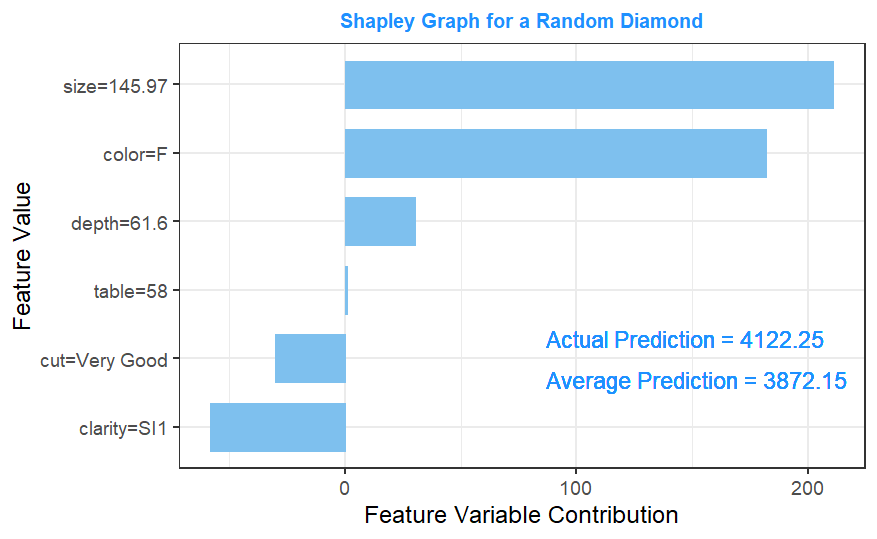 Shapley Graph for a Random Diamond
Feature Value
size=145.97
color=F
depth=61.6
table=58
cut=Very Good
clarity=SI1
Actual Prediction = 4122.25
Average Prediction = 3872.15
0 100 200
Feature Variable Contribution